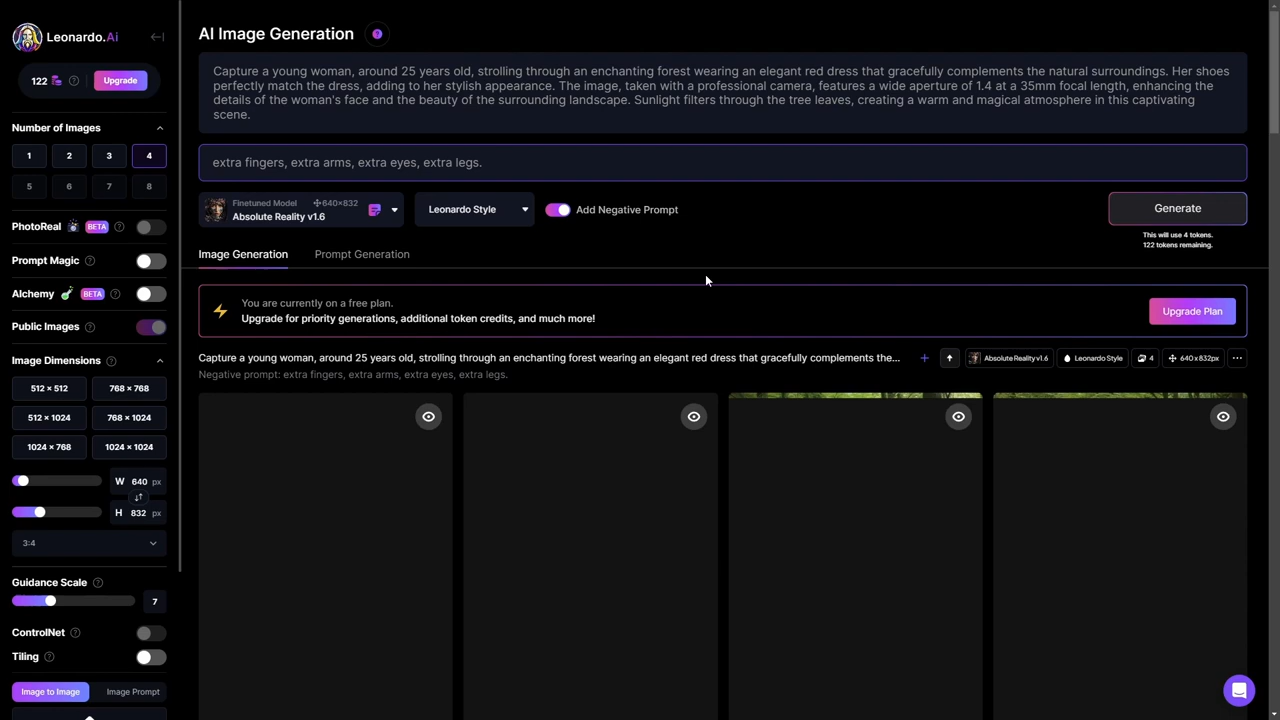 Leonardo.Ai
122
Upgrade
Number of Images
1 2 3 4
5 6 7 8
PhotoReal BETA
Prompt Magic
Alchemy BETA
Public Images
Image Dimensions
512 × 512 768 × 768
512 × 1024 768 × 1024
1024 × 768 1024 × 1024
W 640 px
H 832 px
3:4
Guidance Scale
7
ControlNet
Tiling
Image to Image Image Prompt
AI Image Generation
Capture a young woman, around 25 years old, strolling through an enchanting forest wearing an elegant red dress that gracefully complements the natural surroundings. Her shoes
perfectly match the dress, adding to her stylish appearance. The image, taken with a professional camera, features a wide aperture of 1.4 at a 35mm focal length, enhancing the
details of the woman's face and the beauty of the surrounding landscape. Sunlight filters through the tree leaves, creating a warm and magical atmosphere in this captivating
scene.
extra fingers, extra arms, extra eyes, extra legs.
Finetuned Model 640×832
Absolute Reality v1.6
Leonardo Style
Add Negative Prompt
Generate
This will use 4 tokens.
122 tokens remaining.
Image Generation Prompt Generation
You are currently on a free plan.
Upgrade for priority generations, additional token credits, and much more!
Upgrade Plan
Capture a young woman, around 25 years old, strolling through an enchanting forest wearing an elegant red dress that gracefully complements the...
Absolute Reality v1.6 Leonardo Style 4 640 x 832px
Negative prompt: extra fingers, extra arms, extra eyes, extra legs.